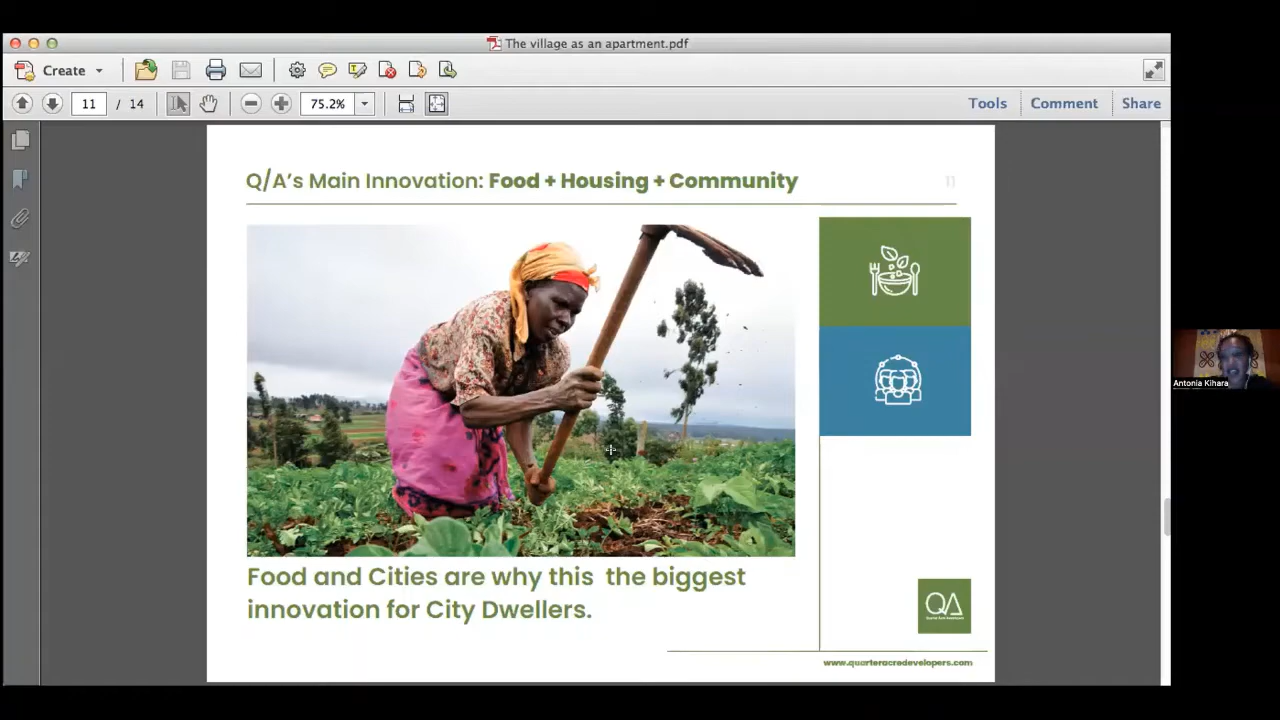 The village as an apartment.pdf
Create
11 / 14
75.2%
Tools
Comment
Share
Q/A's Main Innovation: Food + Housing + Community
11
Food and Cities are why this  the biggest
innovation for City Dwellers.
QA
www.quarteracredevelopers.com
Antonia Kihara